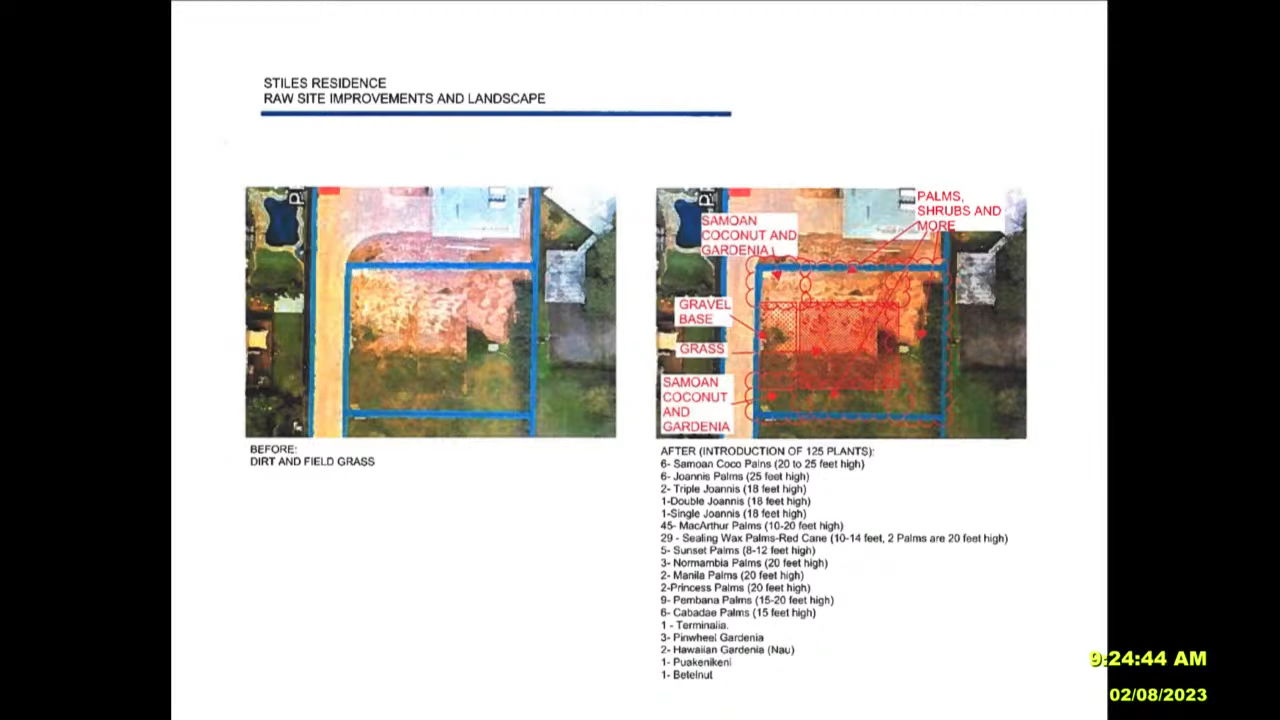 STILES RESIDENCE
RAW SITE IMPROVEMENTS AND LANDSCAPE
PALMS,
SHRUBS AND
MORE
SAMOAN
COCONUT AND
GARDENIA
GRAVEL
BASE
GRASS
SAMOAN
COCONUT
AND
GARDENIA
BEFORE:
DIRT AND FIELD GRASS
AFTER (INTRODUCTION OF 125 PLANTS):
6- Samoan Coco Palns (20 to 25 feet high)
6- Joannis Palms (25 feet high)
2- Triple Joannis (18 feet high)
1-Double Joannis (18 feet high)
1-Single Joannis (18 feet high)
45- MacArthur Palms (10-20 feet high)
29 - Sealing Wax Palms-Red Cane (10-14 feet, 2 Palms are 20 feet high)
5- Sunset Palms (8-12 feet high)
3- Normambia Palms (20 feet high)
2- Manila Palms (20 feet high)
2-Princess Palms (20 feet high)
9- Pembana Palms (15-20 feet high)
6- Cabadae Palms (15 feet high)
1 - Terminalia.
3- Pinwheel Gardenia
2- Hawaiian Gardenia (Nau)
1- Puakenikeni
1- Betelnut
9:24:44 AM
02/08/2023